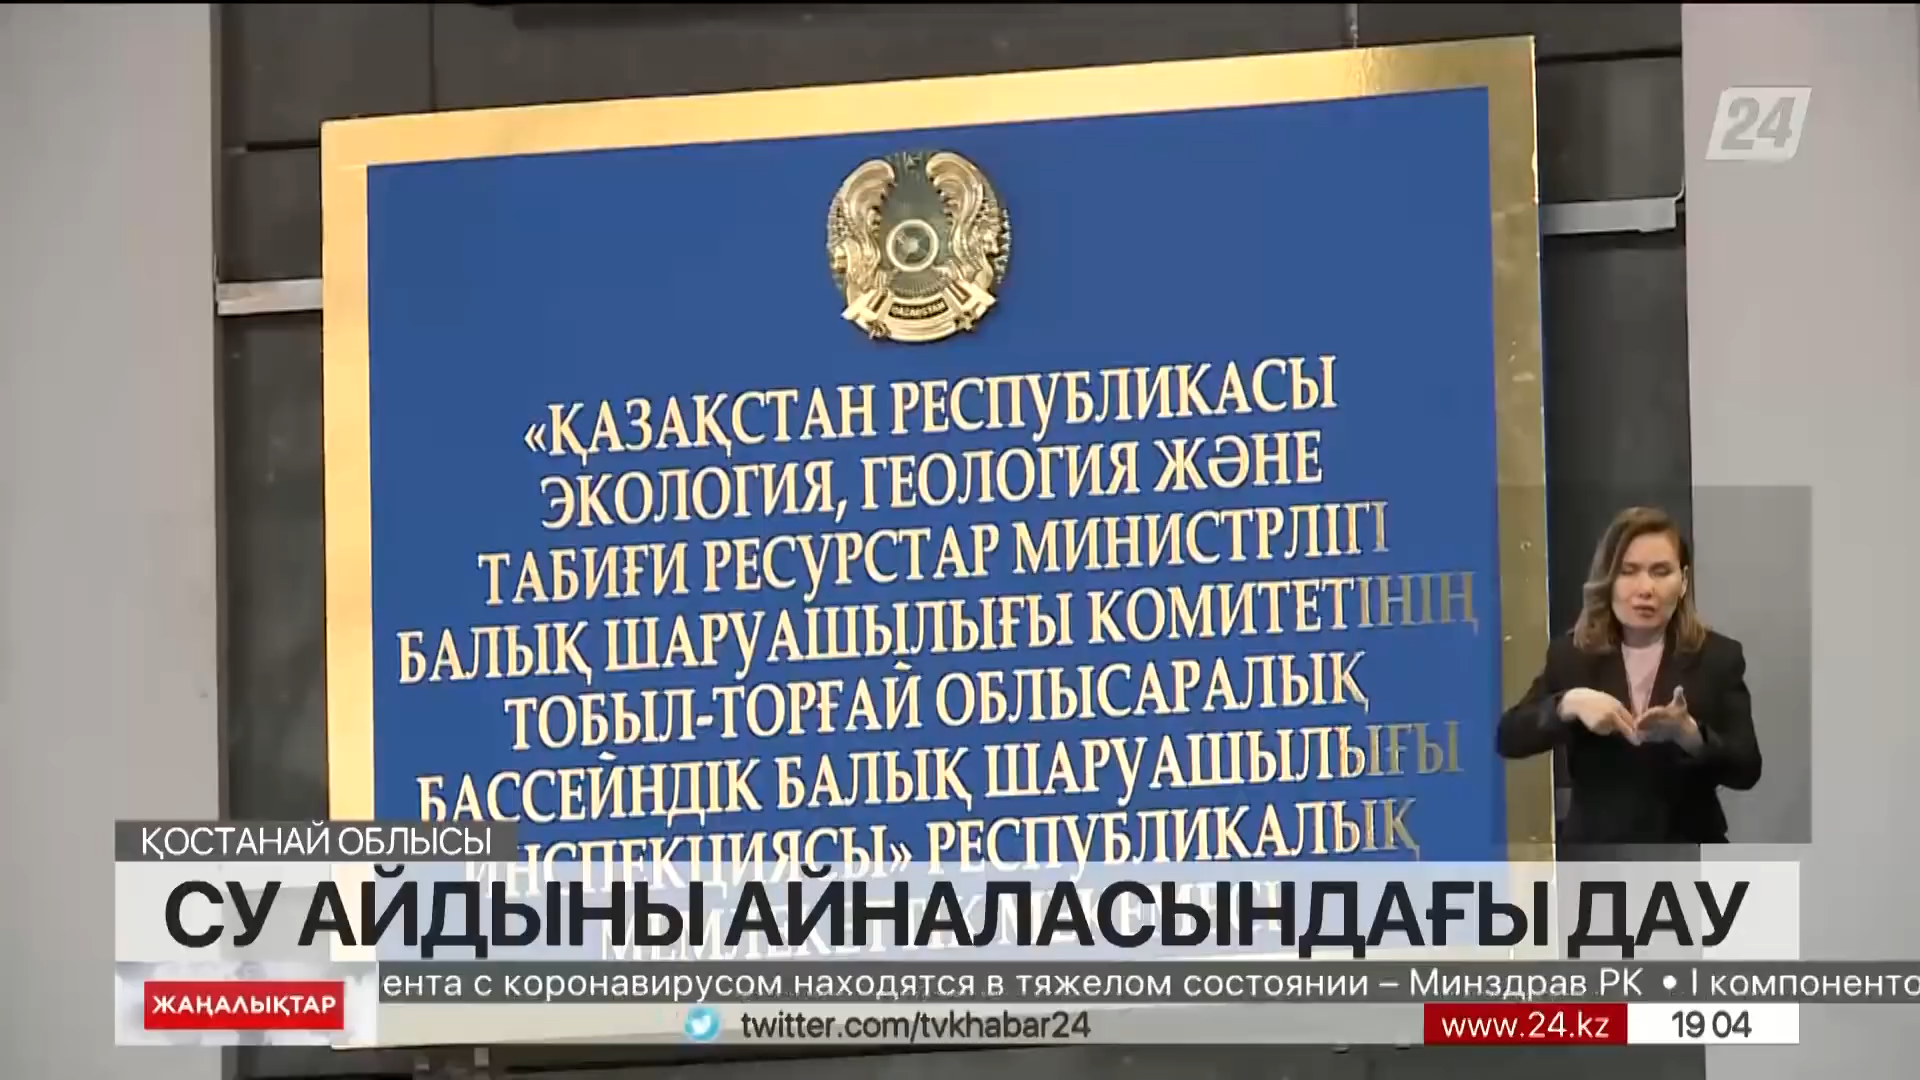 24
QAZAQSTAN
«ҚАЗАҚСТАН РЕСПУБЛИКАСЫ
ЭКОЛОГИЯ, ГЕОЛОГИЯ ЖӘНЕ
ТАБИҒИ РЕСУРСТАР МИНИСТРЛІГІ
БАЛЫҚ ШАРУАШЫЛЫҒЫ КОМИТЕТІНІҢ
ТОБЫЛ-ТОРҒАЙ ОБЛЫСАРАЛЫҚ
БАССЕЙНДІК БАЛЫҚ ШАРУАШЫЛЫҒЫ
ИНСПЕКЦИЯСЫ» РЕСПУБЛИКАЛЫҚ
ҚОСТАНАЙ ОБЛЫСЫ
СУ АЙДЫНЫ АЙНАЛАСЫНДАҒЫ ДАУ
ента с коронавирусом находятся в тяжелом состоянии – Минздрав РК • I компоненто
ЖАҢАЛЫҚТАР
twitter.com/tvkhabar24
www.24.kz
19 04